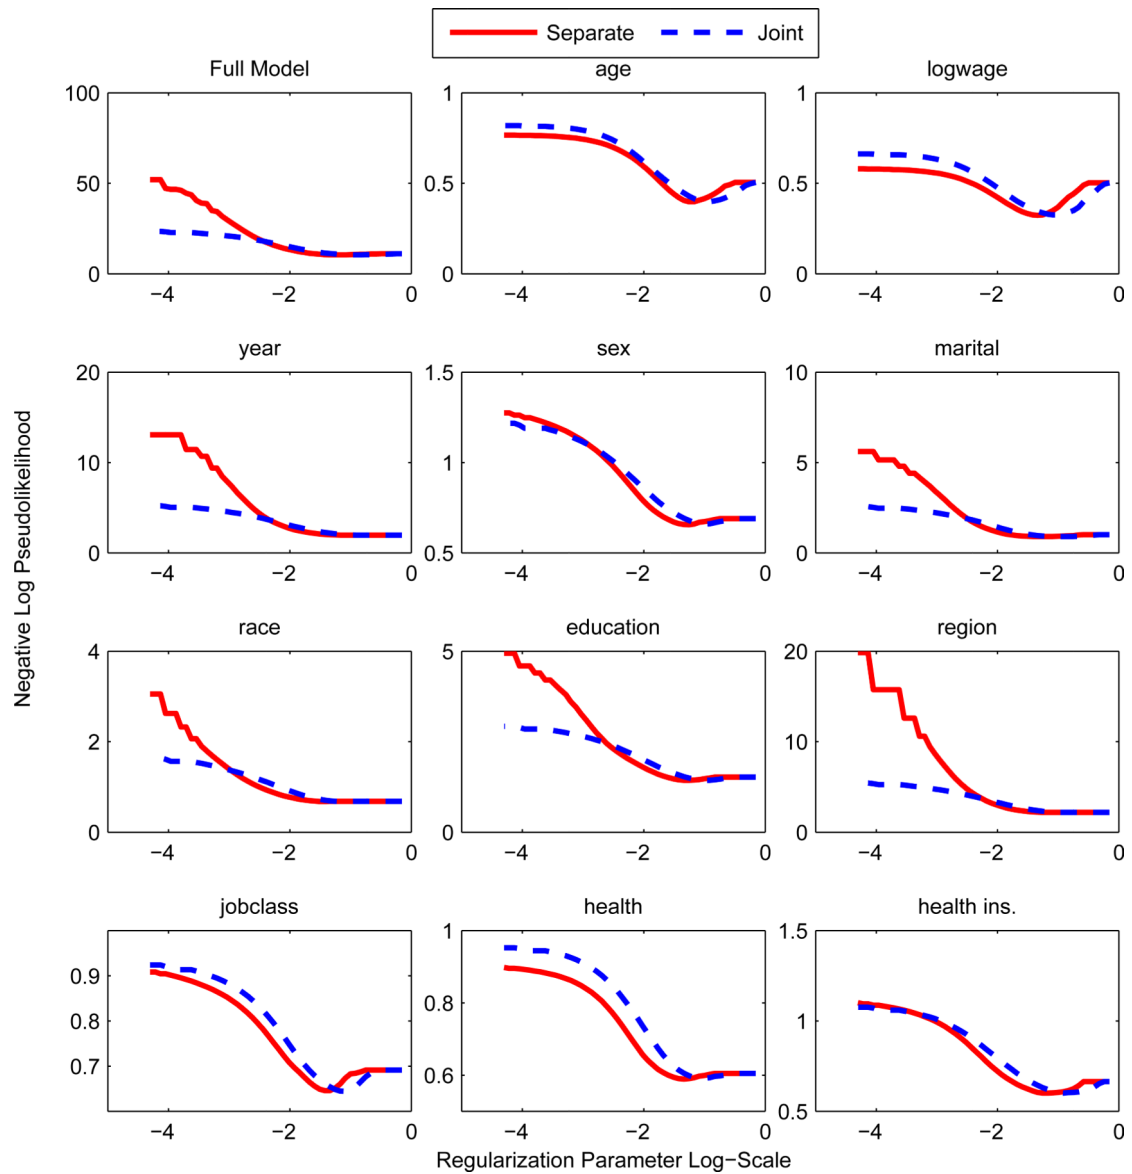 Separate Joint
Full Model age logwage
100 1 1
50 0.5 0.5
0 0 0
−4 −2 0 −4 −2 0 −4 −2 0
year sex marital
20 1.5 10
10 1 5
0 0.5 0
−4 −2 0 −4 −2 0 −4 −2 0
Negative Log Pseudolikelihood
race education region
4 5 20
2 10
0 0 0
−4 −2 0 −4 −2 0 −4 −2 0
jobclass health health ins.
1 1.5
0.9
0.8 0.8 1
0.7
0.6 0.5
−4 −2 0 −4 −2 0 −4 −2 0
Regularization Parameter Log−Scale